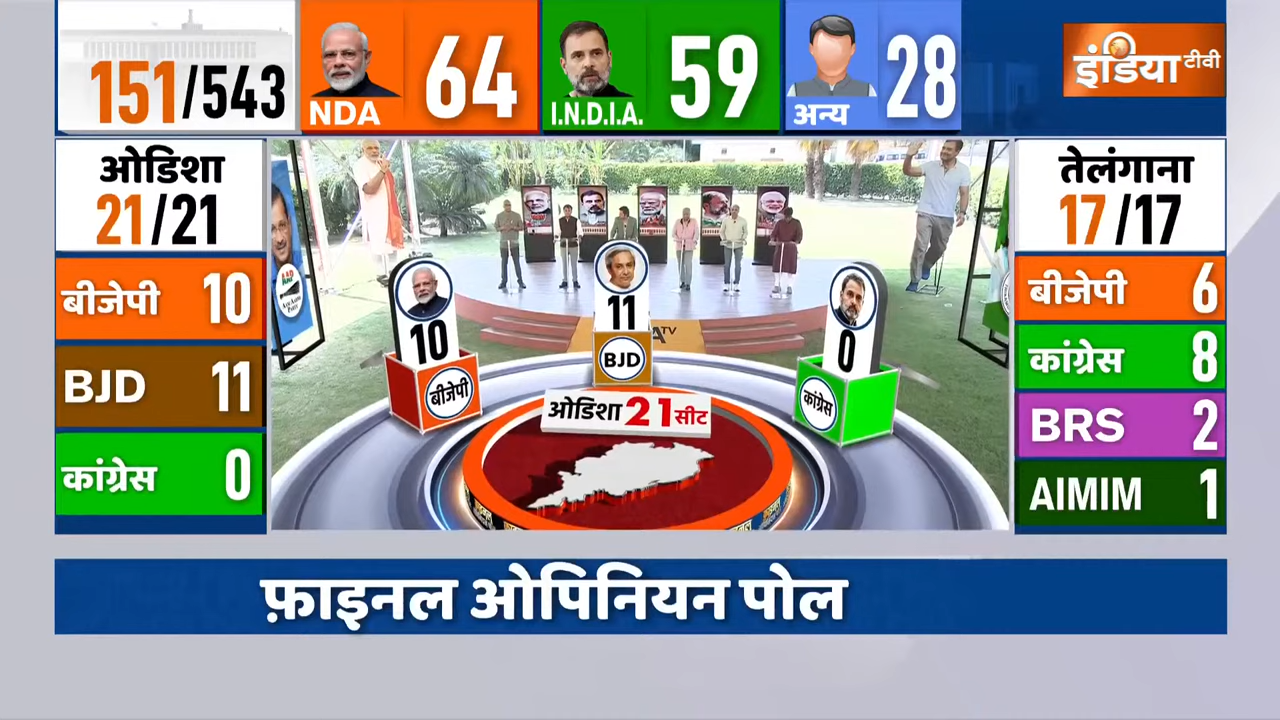 151/543
NDA
64
I.N.D.I.A.
59
अन्य
28
इंडिया टीवी
ओडिशा
21/21
बीजेपी 10
BJD 11
कांग्रेस 0
10
बीजेपी
11
BJD
0
कांग्रेस
ओडिशा 21 सीट
तेलंगाना
17/17
बीजेपी 6
कांग्रेस 8
BRS 2
AIMIM 1
फ़ाइनल ओपिनियन पोल